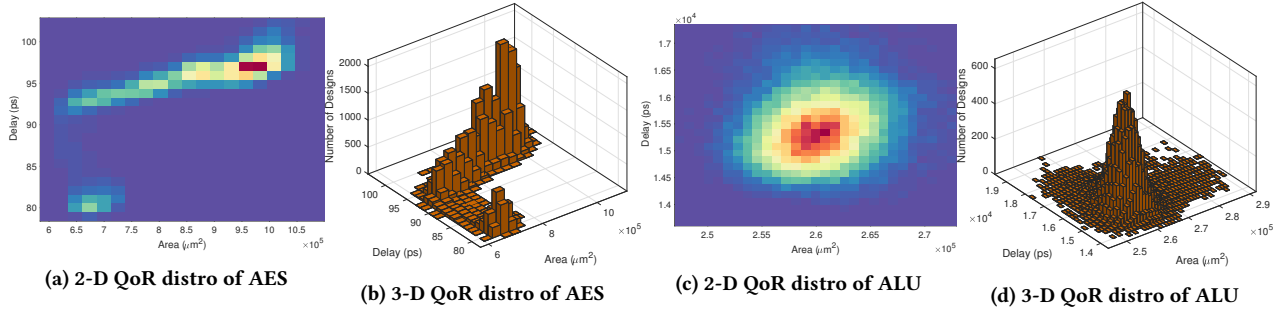 100
95
90
85
80
Delay (ps)
6 6.5 7 7.5 8 8.5 9 9.5 10 10.5
Area (μm²) ×10⁵
(a) 2-D QoR distro of AES
2000
1500
1000
500
0
Number of Designs
100
95
90
85
80
Delay (ps)
6 8 10
×10⁵
Area (μm²)
(b) 3-D QoR distro of AES
×10⁴
1.7
1.65
1.6
1.55
1.5
1.45
1.4
Delay (ps)
2.5 2.55 2.6 2.65 2.7
Area (μm²) ×10⁵
(c) 2-D QoR distro of ALU
600
400
200
0
Number of Designs
1.9
1.8
1.7
1.6
1.5
1.4
×10⁴
Delay (ps)
2.5 2.6 2.7 2.8 2.9
×10⁵
Area (μm²)
(d) 3-D QoR distro of ALU